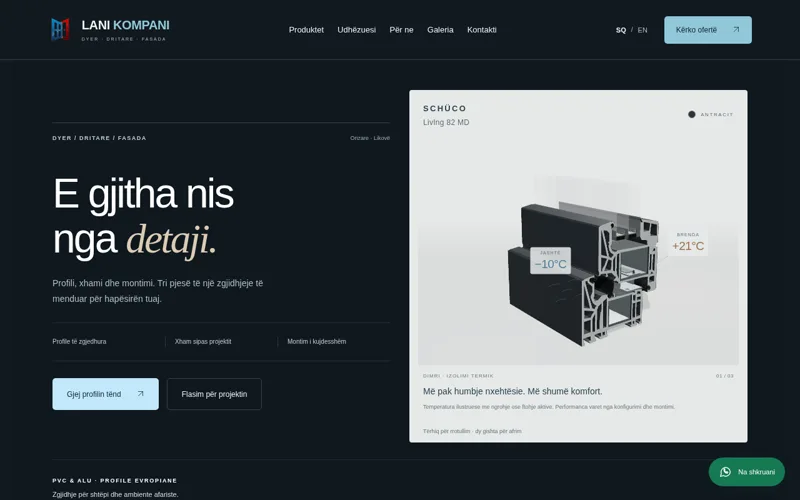 LANI KOMPANI
DYER · DRITARE · FASADA
Produktet
Udhëzuesi
Për ne
Galeria
Kontakti
SQ / EN
Kërko ofertë
DYER / DRITARE / FASADA
Orizare · Likovë
E gjitha nis
nga detaji.
Profili, xhami dhe montimi. Tri pjesë të një zgjidhjeje të
menduar për hapësirën tuaj.
Profile të zgjedhura
Xham sipas projektit
Montim i kujdesshëm
Gjej profilin tënd
Flasim për projektin
SCHÜCO
Living 82 MD
ANTRACIT
JASHTË
−10°C
BRENDA
+21°C
DIMRI · IZOLIMI TERMIK
01 / 03
Më pak humbje nxehtësie. Më shumë komfort.
Temperatura ilustruese me ngrohje ose ftohje aktive. Performanca varet nga konfigurimi dhe montimi.
Tërhiq për rrotullim · dy gishta për afrim
PVC & ALU · PROFILE EVROPIANE
Zgjidhje për shtëpi dhe ambiente afariste.
Na shkruani